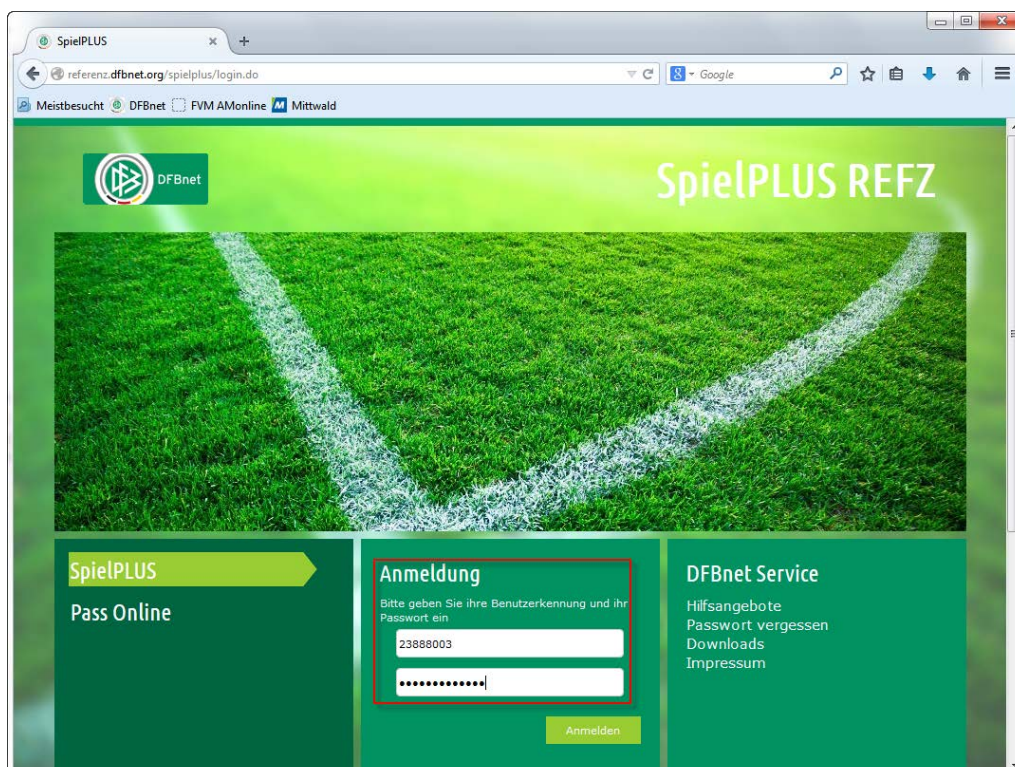 SpielPLUS
referenz.dfbnet.org/spielplus/login.do
Google
Meistbesucht DFBnet FVM AMonline Mittwald
DFBnet
SpielPLUS REFZ
SpielPLUS
Pass Online
Anmeldung
Bitte geben Sie ihre Benutzerkennung und ihr
Passwort ein
23888003
•••••••••••••
Anmelden
DFBnet Service
Hilfsangebote
Passwort vergessen
Downloads
Impressum